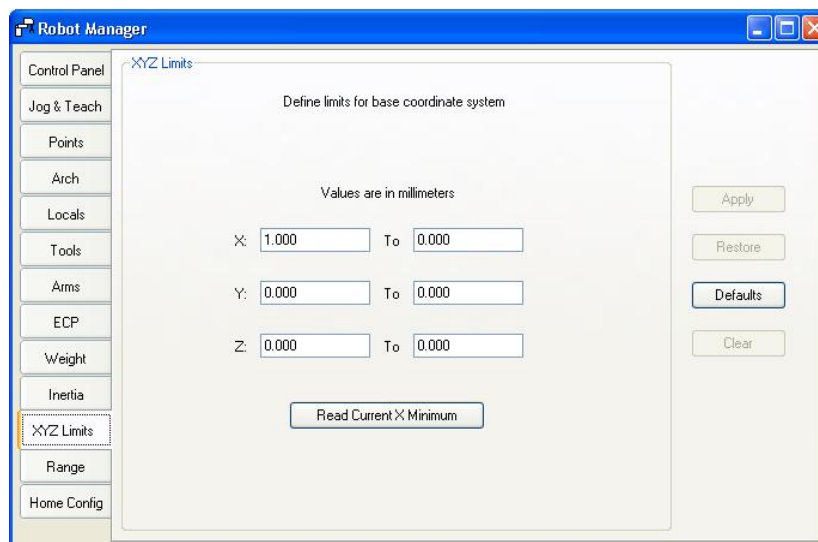 Robot Manager
Control Panel
Jog & Teach
Points
Arch
Locals
Tools
Arms
ECP
Weight
Inertia
XYZ Limits
Range
Home Config
XYZ Limits
Define limits for base coordinate system
Values are in millimeters
X: 1.000 To 0.000
Y: 0.000 To 0.000
Z: 0.000 To 0.000
Read Current X Minimum
Apply
Restore
Defaults
Clear